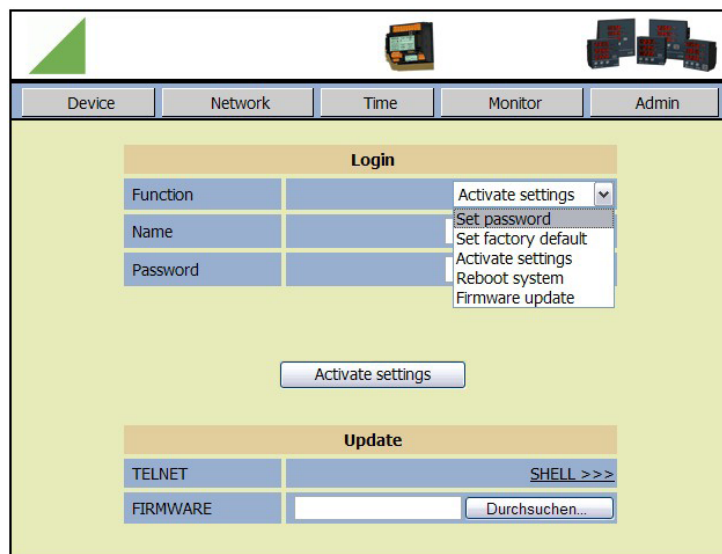 Device Network Time Monitor Admin
Login
Function Activate settings
Set password
Name
Set factory default
Activate settings
Password
Reboot system
Firmware update
Activate settings
Update
TELNET SHELL >>>
FIRMWARE Durchsuchen...